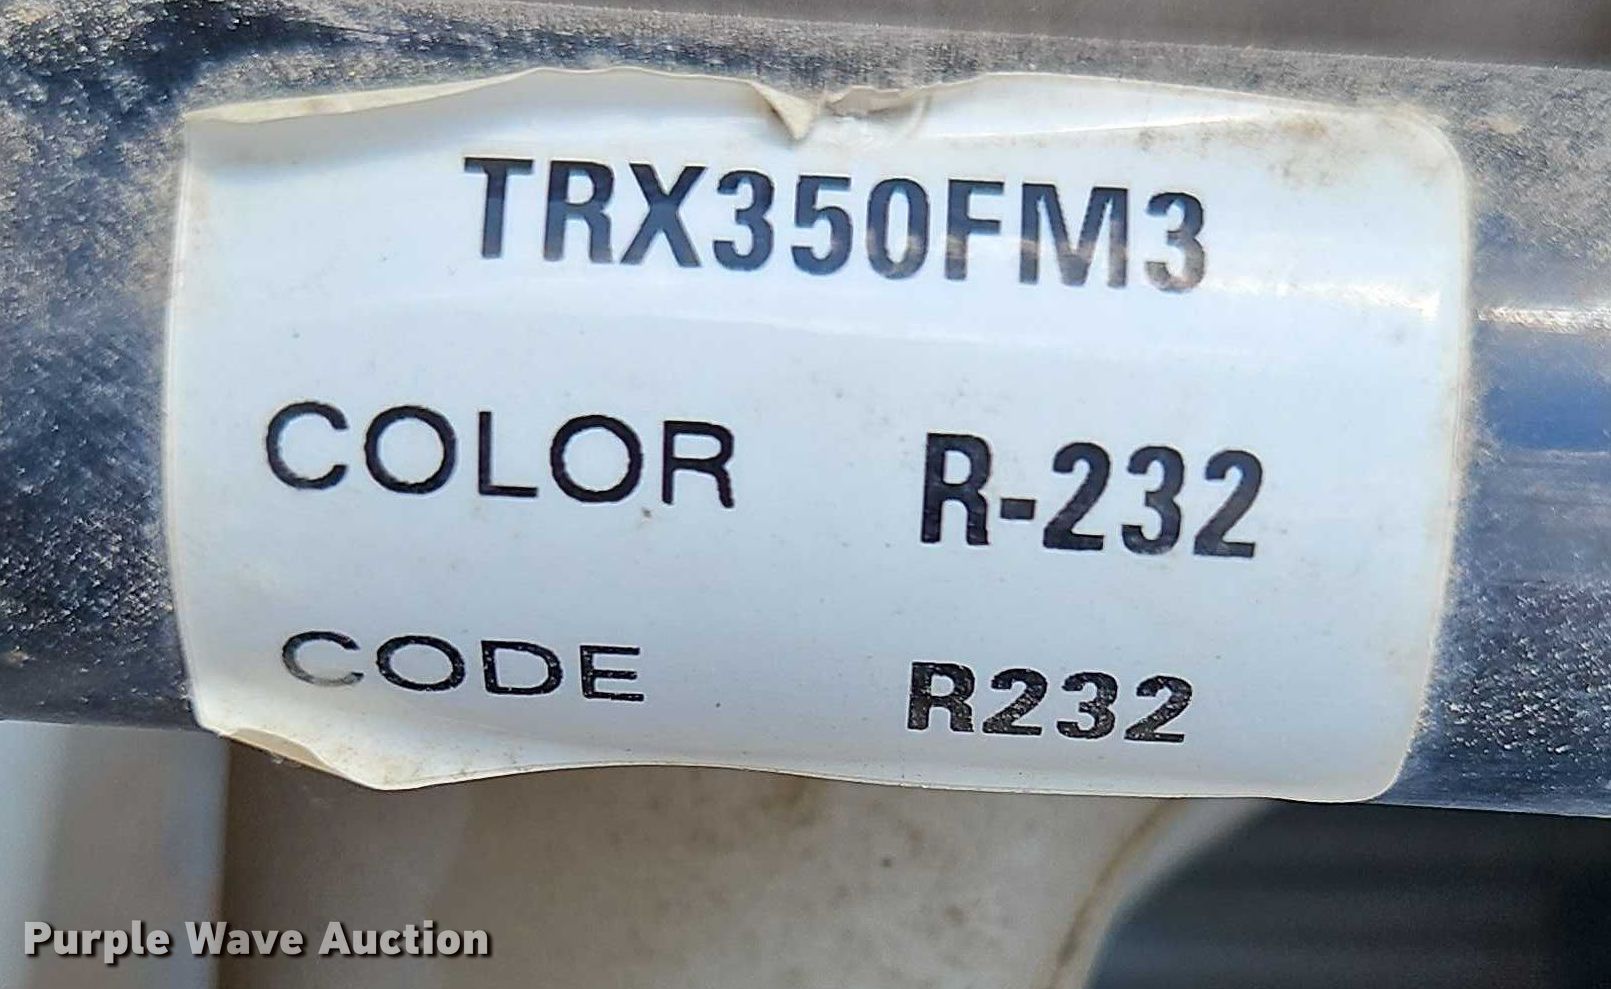 TRX350FM3
COLOR R-232
CODE R232
Purple Wave Auction